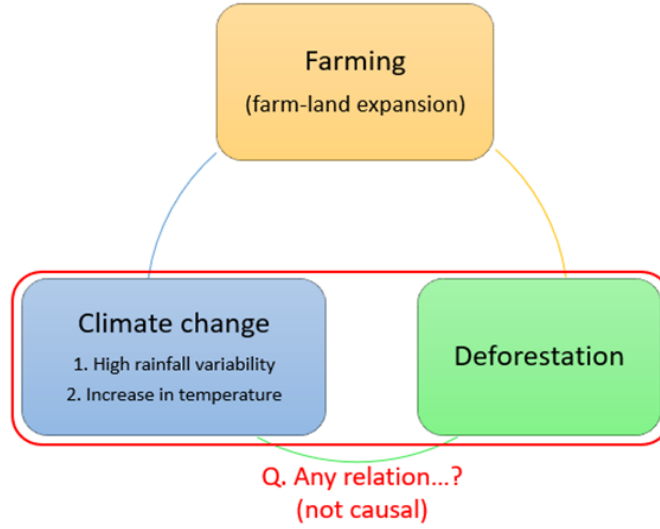 Farming
(farm-land expansion)
Climate change
1. High rainfall variability
2. Increase in temperature
Deforestation
Q. Any relation...?
(not causal)